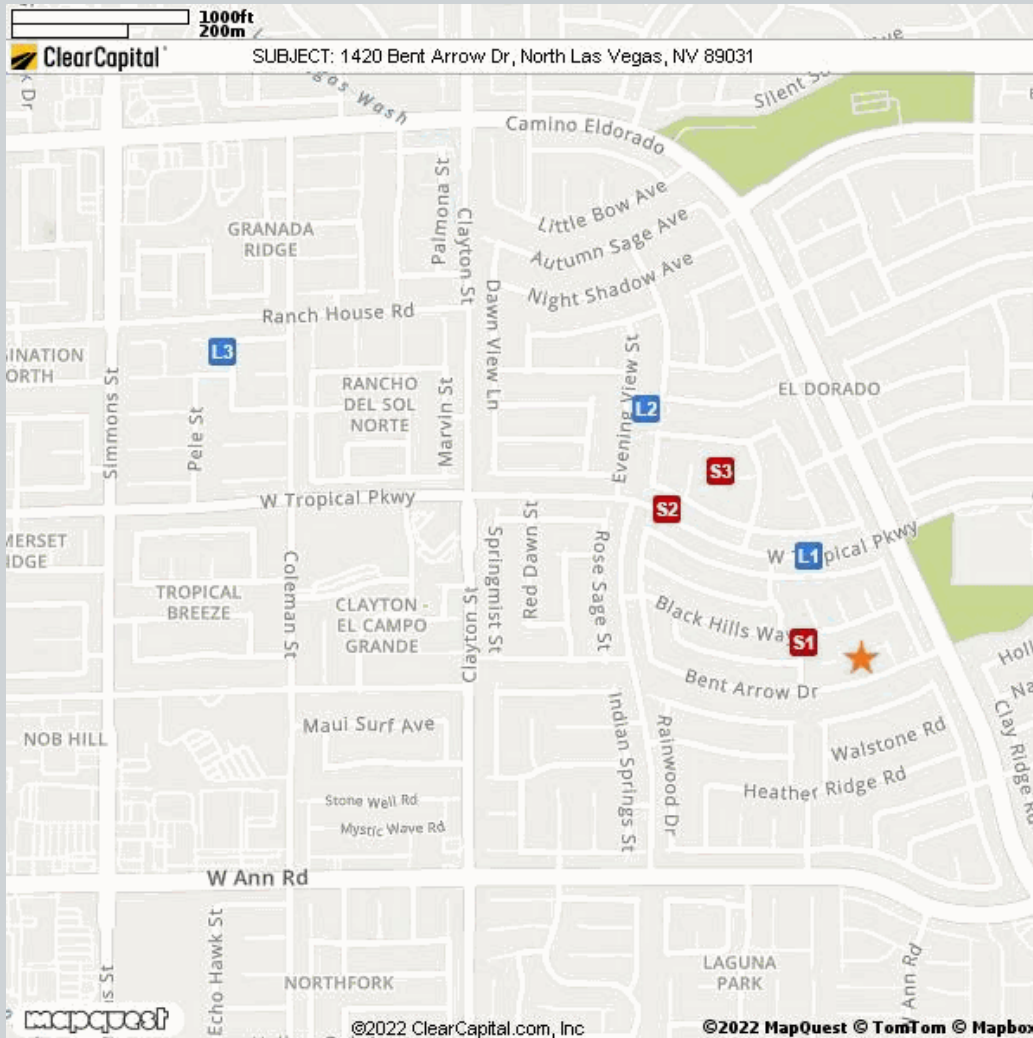 1000ft
200m
ClearCapital
SUBJECT: 1420 Bent Arrow Dr, North Las Vegas, NV 89031
Wash
Camino Eldorado
Palmona St
Clayton St
Little Bow Ave
Autumn Sage Ave
Night Shadow Ave
GRANADA
RIDGE
Ranch House Rd
Dawn View Ln
L3
Simmons St
Pele St
RANCHO
DEL SOL
NORTE
Marvin St
Evening View St
L2
EL DORADO
S3
W Tropical Pkwy
S2
Red Dawn St
Springmist St
Rose Sage St
W
L1
pical Pkwy
TROPICAL
BREEZE
Coleman St
CLAYTON
EL CAMPO
GRANDE
Clayton St
Black Hills
S1
Bent Arrow Dr
NOB HILL
Maui Surf Ave
Indian Springs St
Rainwood Dr
Walstone Rd
Heather Ridge Rd
Clay Ridge
Stone Well Rd
Mystic Wave Rd
W Ann Rd
Echo Hawk St
NORTHFORK
LAGUNA
PARK
Ann Rd
mapquest
©2022 ClearCapital.com, Inc
©2022 MapQuest © TomTom © Mapbox